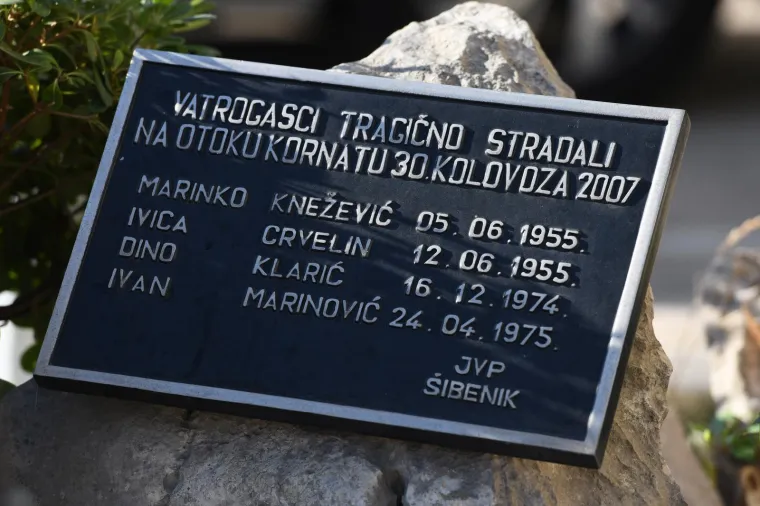 VATROGASCI TRAGIČNO STRADALI
NA OTOKU KORNATU 30.KOLOVOZA 2007
MARINKO KNEŽEVIĆ 05.06.1955.
IVICA CRVELIN 12.06.1955.
DINO KLARIĆ 16.12.1974.
IVAN MARINOVIĆ 24.04.1975.
JVP
ŠIBENIK